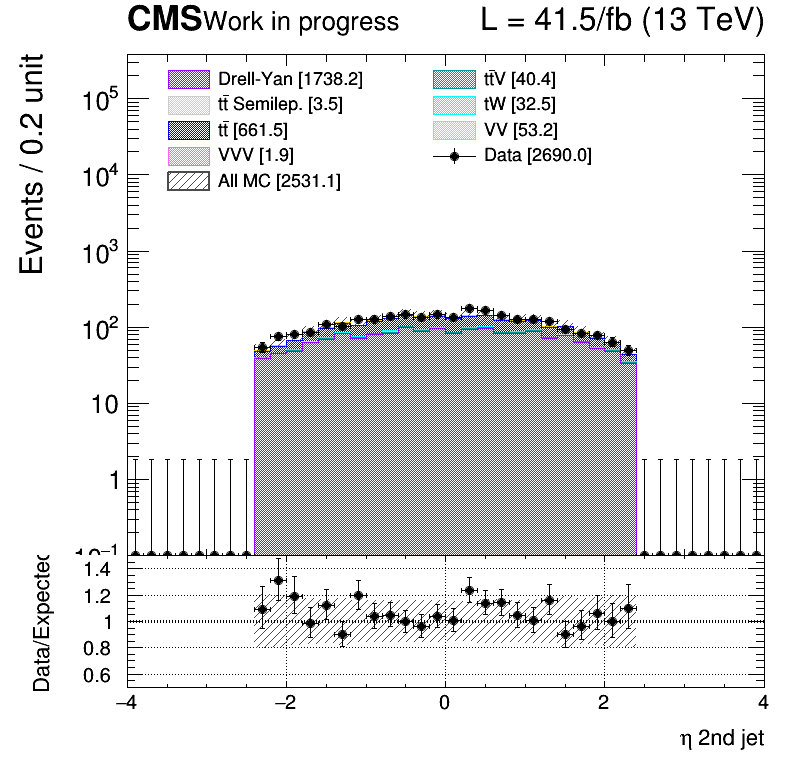 CMS Work in progress L = 41.5/fb (13 TeV)
Events / 0.2 unit
Drell-Yan [1738.2]
tt̄ Semilep. [3.5]
tt̄ [661.5]
VVV [1.9]
All MC [2531.1]
tt̄V [40.4]
tW [32.5]
VV [53.2]
Data [2690.0]
10⁵
10⁴
10³
10²
10
1
Data/Expected
1.4
1.2
1
0.8
0.6
−4 −2 0 2 4
η 2nd jet